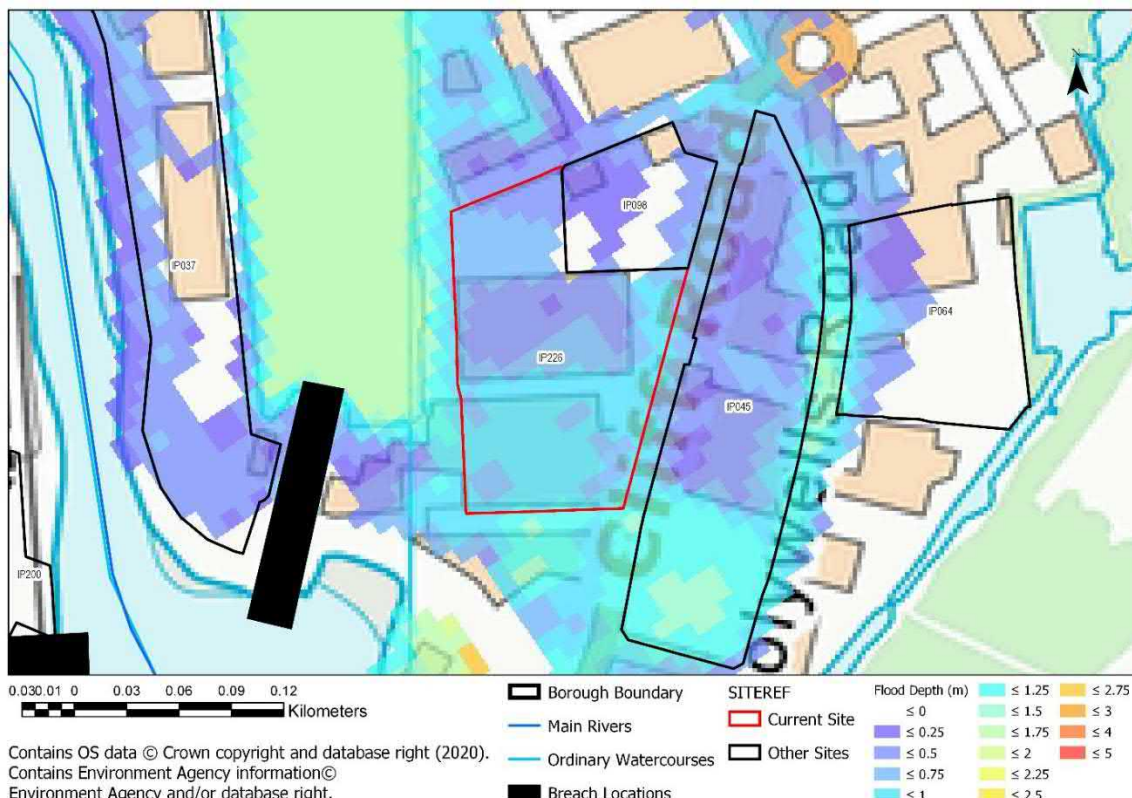 IP098
IP037
IP226
IP064
IP045
IP200
Cliff Road
Holywells Road
0.030.01 0 0.03 0.06 0.09 0.12
Kilometers
Borough Boundary
Main Rivers
Ordinary Watercourses
Breach Locations
SITEREF
Current Site
Other Sites
Flood Depth (m)
≤ 0
≤ 0.25
≤ 0.5
≤ 0.75
≤ 1
≤ 1.25
≤ 1.5
≤ 1.75
≤ 2
≤ 2.25
≤ 2.5
≤ 2.75
≤ 3
≤ 4
≤ 5
Contains OS data © Crown copyright and database right (2020).
Contains Environment Agency information©
Environment Agency and/or database right.